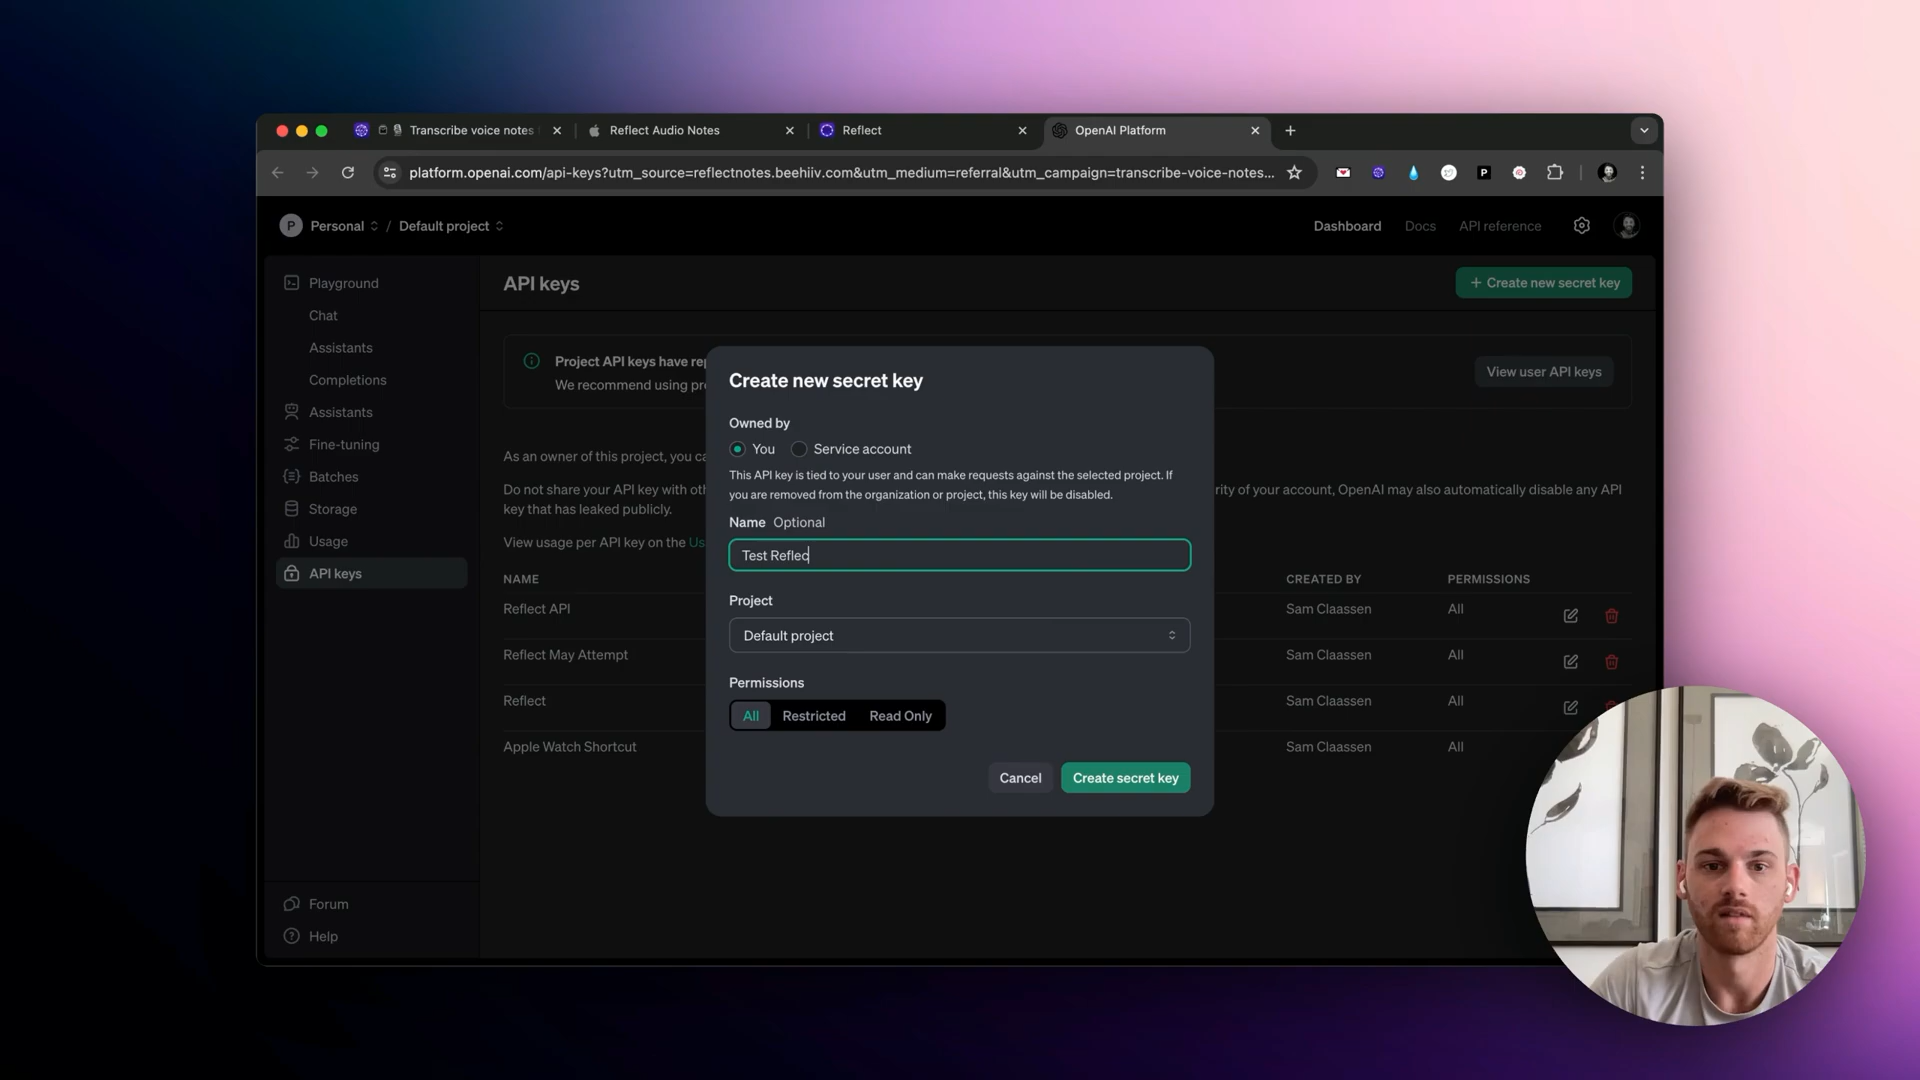 Transcribe voice notes
Reflect Audio Notes
Reflect
OpenAI Platform
platform.openai.com/api-keys?utm_source=reflectnotes.beehiiv.com&utm_medium=referral&utm_campaign=transcribe-voice-notes...
P
P
Personal / Default project
Dashboard
Docs
API reference
Playground
Chat
Assistants
Completions
Assistants
Fine-tuning
Batches
Storage
Usage
API keys
Forum
Help
API keys
+ Create new secret key
Project API keys have rep
We recommend using pro
View user API keys
As an owner of this project, you ca
Do not share your API key with oth
rity of your account, OpenAI may also automatically disable any API
key that has leaked publicly.
View usage per API key on the Us
NAME
CREATED BY
PERMISSIONS
Reflect API
Sam Claassen
All
Reflect May Attempt
Sam Claassen
All
Reflect
Sam Claassen
All
Apple Watch Shortcut
Sam Claassen
All
Create new secret key
Owned by
You
Service account
This API key is tied to your user and can make requests against the selected project. If
you are removed from the organization or project, this key will be disabled.
Name Optional
Test Reflec
Project
Default project
Permissions
All
Restricted
Read Only
Cancel
Create secret key